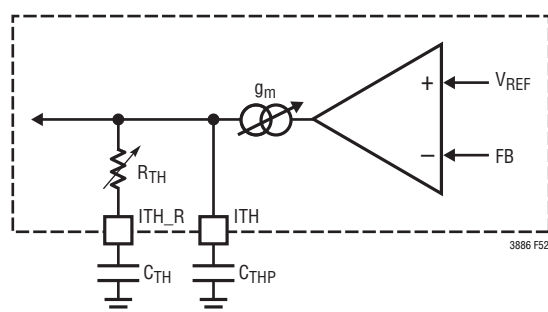 gm
+
VREF
RTH
−
FB
ITH_R
ITH
3886 F52
CTH
CTHP